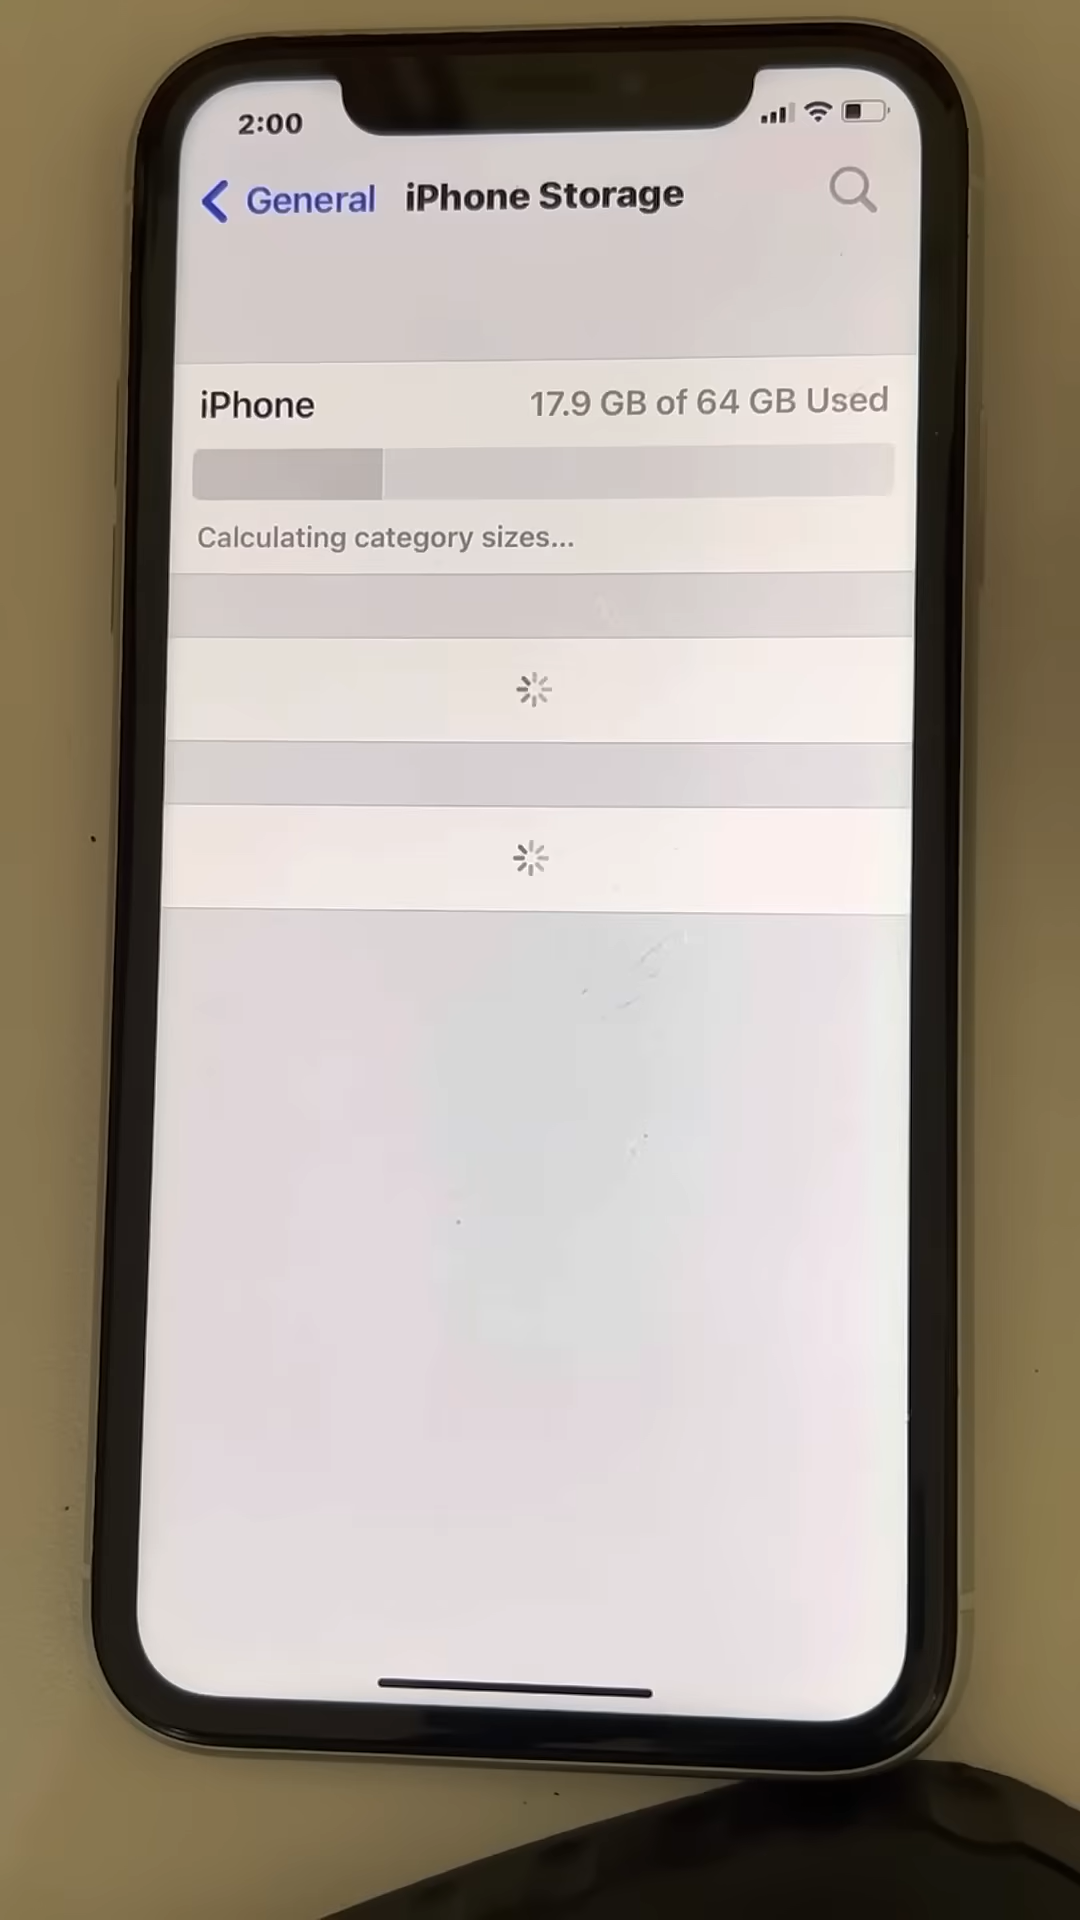 2:00
General iPhone Storage
iPhone 17.9 GB of 64 GB Used
Calculating category sizes...